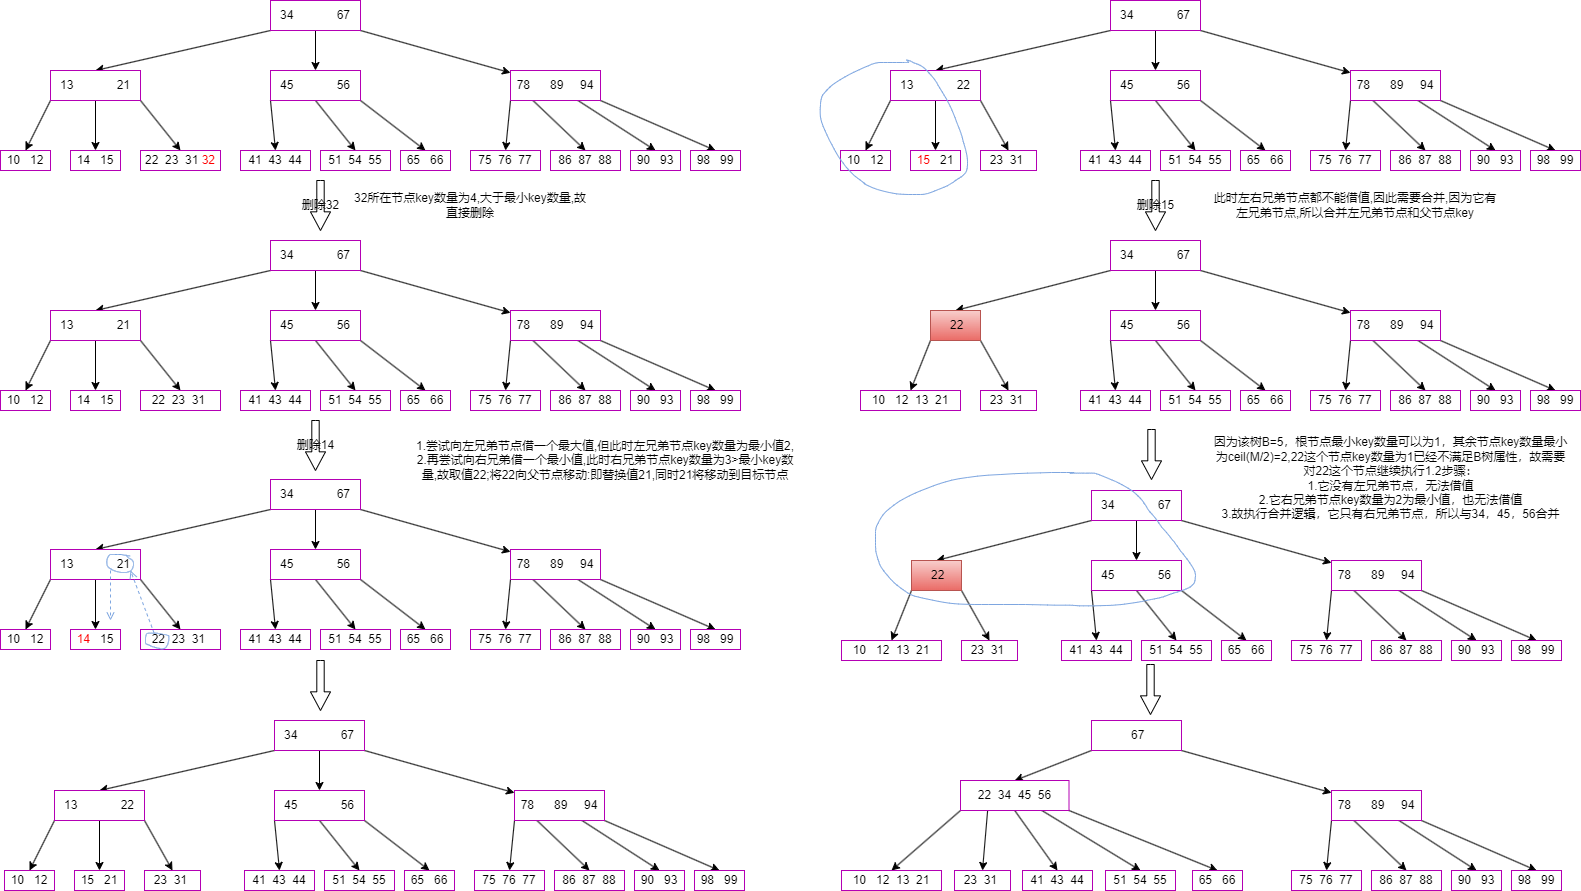 34 67
13 21
45 56
78 89 94
10 12
14 15
22 23 31 32
41 43 44
51 54 55
65 66
75 76 77
86 87 88
90 93
98 99
删除32
32所在节点key数量为4,大于最小key数量,故
直接删除
34 67
13 21
45 56
78 89 94
10 12
14 15
22 23 31
41 43 44
51 54 55
65 66
75 76 77
86 87 88
90 93
98 99
删除14
1.尝试向左兄弟节点借一个最大值,但此时左兄弟节点key数量为最小值2,
2.再尝试向右兄弟借一个最小值,此时右兄弟节点key数量为3>最小key数
量,故取值22;将22向父节点移动:即替换值21,同时21将移动到目标节点
34 67
13 21
45 56
78 89 94
10 12
14 15
22 23 31
41 43 44
51 54 55
65 66
75 76 77
86 87 88
90 93
98 99
34 67
13 22
45 56
78 89 94
10 12
15 21
23 31
41 43 44
51 54 55
65 66
75 76 77
86 87 88
90 93
98 99
34 67
13 22
45 56
78 89 94
10 12
15 21
23 31
41 43 44
51 54 55
65 66
75 76 77
86 87 88
90 93
98 99
删除15
此时左右兄弟节点都不能借值,因此需要合并,因为它有
左兄弟节点,所以合并左兄弟节点和父节点key
34 67
22
45 56
78 89 94
10 12 13 21
23 31
41 43 44
51 54 55
65 66
75 76 77
86 87 88
90 93
98 99
因为该树B=5，根节点最小key数量可以为1，其余节点key数量最小
为ceil(M/2)=2,22这个节点key数量为1已经不满足B树属性，故需要
对22这个节点继续执行1.2步骤：
1.它没有左兄弟节点，无法借值
2.它右兄弟节点key数量为2为最小值，也无法借值
3.故执行合并逻辑，它只有右兄弟节点，所以与34，45，56合并
34 67
22
45 56
78 89 94
10 12 13 21
23 31
41 43 44
51 54 55
65 66
75 76 77
86 87 88
90 93
98 99
67
22 34 45 56
78 89 94
10 12 13 21
23 31
41 43 44
51 54 55
65 66
75 76 77
86 87 88
90 93
98 99